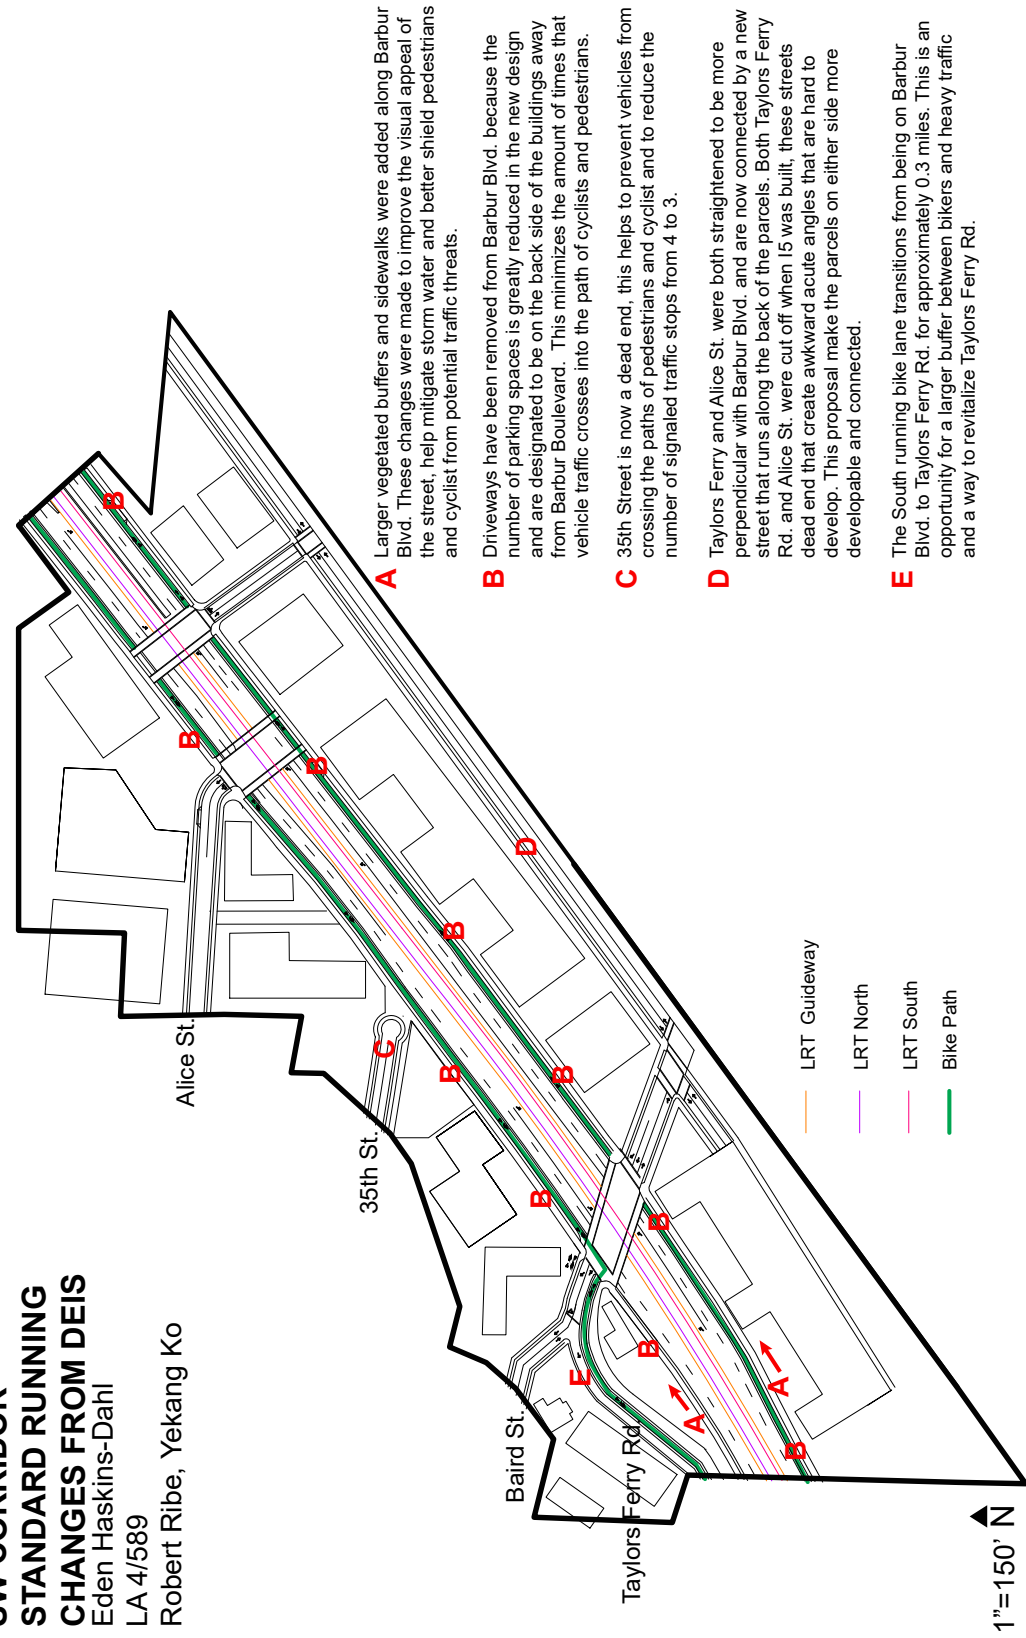 SW CORRIDOR
STANDARD RUNNING
CHANGES FROM DEIS
Eden Haskins-Dahl
LA 4/589
Robert Ribe, Yekang Ko
A
Larger vegetated buffers and sidewalks were added along Barbur
Blvd. These changes were made to improve the visual appeal of
the street, help mitigate storm water and better shield pedestrians
and cyclist from potential traffic threats.
B
Driveways have been removed from Barbur Blvd. because the
number of parking spaces is greatly reduced in the new design
and are designated to be on the back side of the buildings away
from Barbur Boulevard. This minimizes the amount of times that
vehicle traffic crosses into the path of cyclists and pedestrians.
C
35th Street is now a dead end, this helps to prevent vehicles from
crossing the paths of pedestrians and cyclist and to reduce the
number of signaled traffic stops from 4 to 3.
D
Taylors Ferry and Alice St. were both straightened to be more
perpendicular with Barbur Blvd. and are now connected by a new
street that runs along the back of the parcels. Both Taylors Ferry
Rd. and Alice St. were cut off when I5 was built, these streets
dead end that create awkward acute angles that are hard to
develop. This proposal make the parcels on either side more
developable and connected.
E
The South running bike lane transitions from being on Barbur
Blvd. to Taylors Ferry Rd. for approximately 0.3 miles. This is an
opportunity for a larger buffer between bikers and heavy traffic
and a way to revitalize Taylors Ferry Rd.
Alice St.
35th St.
Baird St.
Taylors Ferry Rd.
B
B
B
B
B
B
B
B
B
B
A
A
C
D
E
LRT Guideway
LRT North
LRT South
Bike Path
1”=150’
N